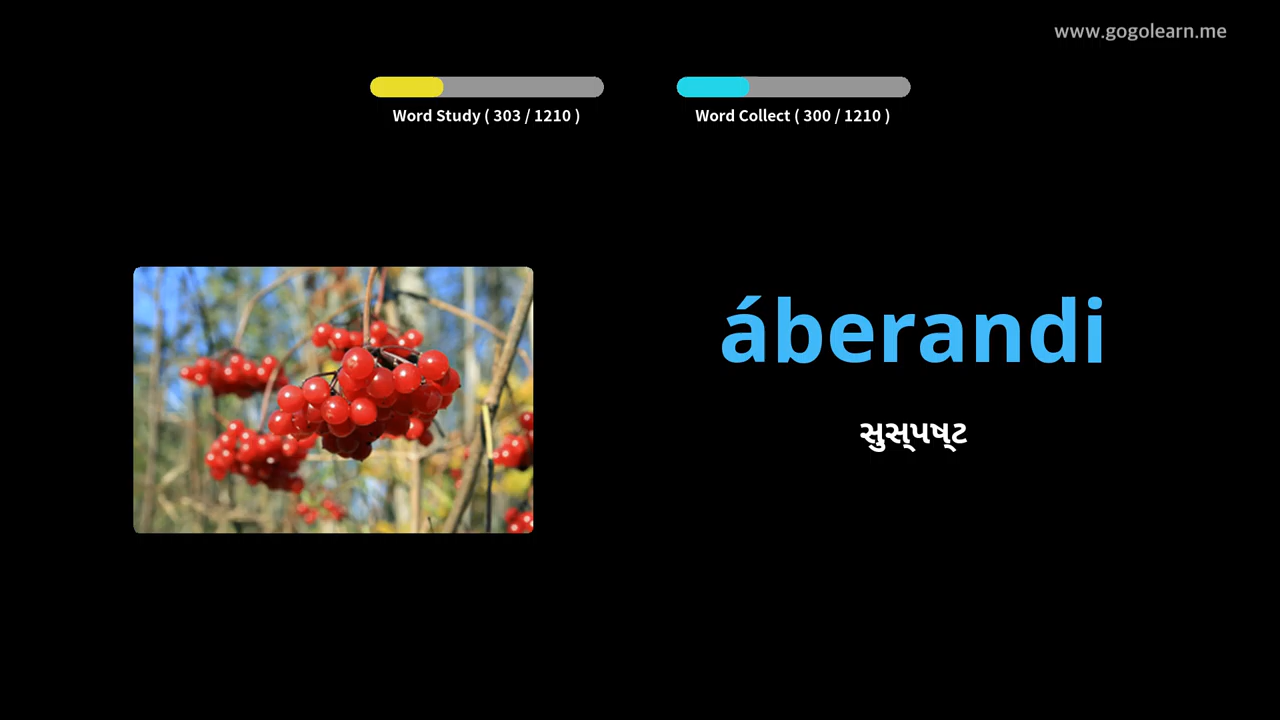 www.gogolearn.me
Word Study ( 303 / 1210 )
Word Collect ( 300 / 1210 )
áberandi
સુસ્પષ્ટ